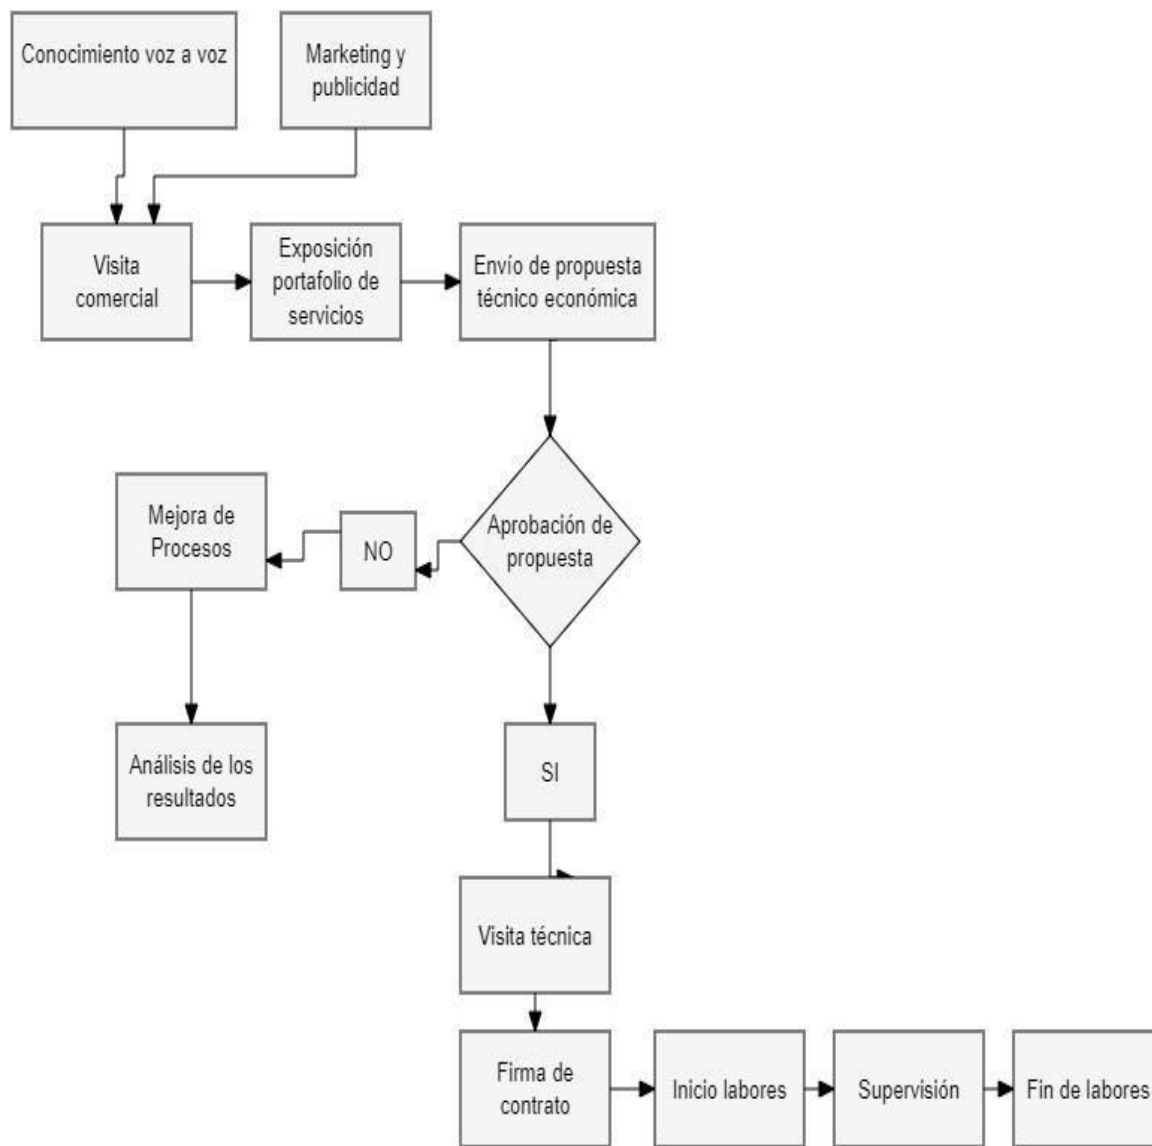 Conocimiento voz a voz
Marketing y
publicidad
Visita
comercial
Exposición
portafolio de
servicios
Envío de propuesta
técnico económica
Aprobación de
propuesta
NO
Mejora de
Procesos
Análisis de los
resultados
SI
Visita técnica
Firma de
contrato
Inicio labores
Supervisión
Fin de labores